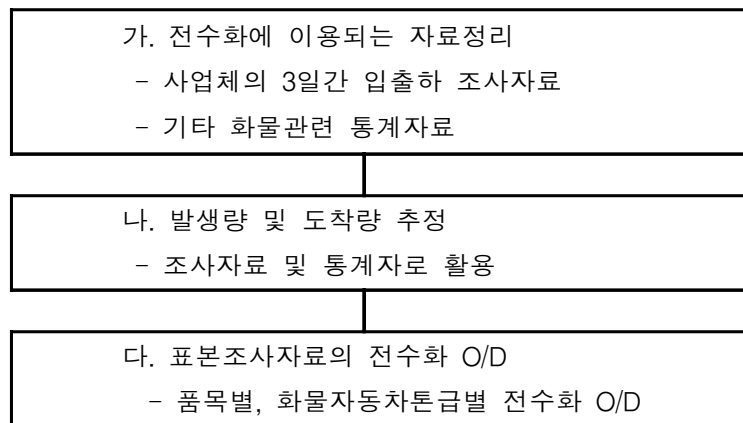 가. 전수화에 이용되는 자료정리
- 사업체의 3일간 입출하 조사자료
- 기타 화물관련 통계자료
나. 발생량 및 도착량 추정
- 조사자료 및 통계자로 활용
다. 표본조사자료의 전수화 O/D
- 품목별, 화물자동차톤급별 전수화 O/D